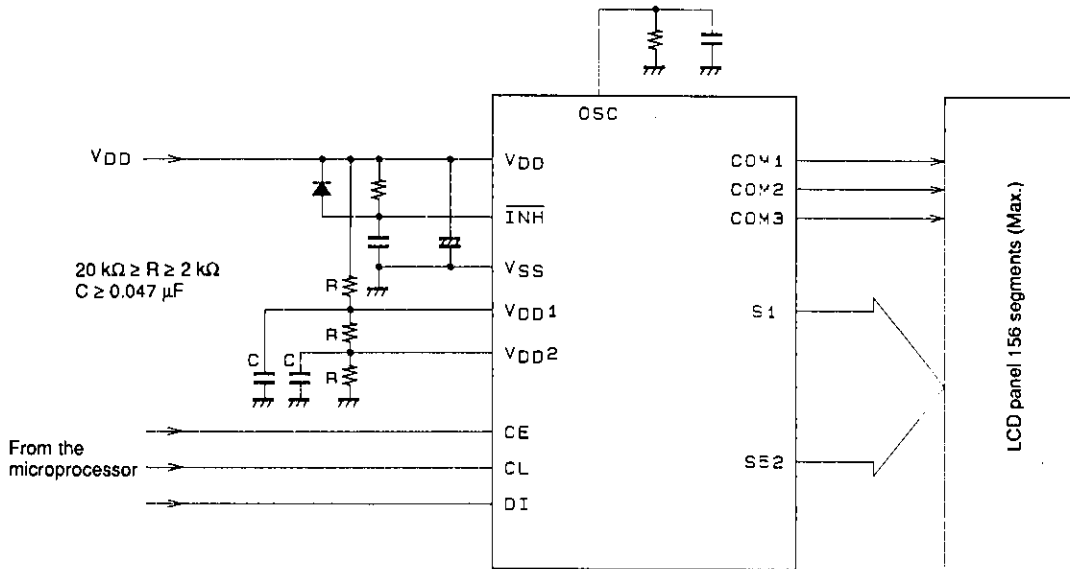 OSC
VDD
VDD
COM1
COM2
INH
COM3
20 kΩ ≥ R ≥ 2 kΩ
C ≥ 0.047 μF
VSS
R
VDD1
S1
R
C
C
VDD2
R
CE
From the
microprocessor
CL
S52
DI
LCD panel 156 segments (Max.)